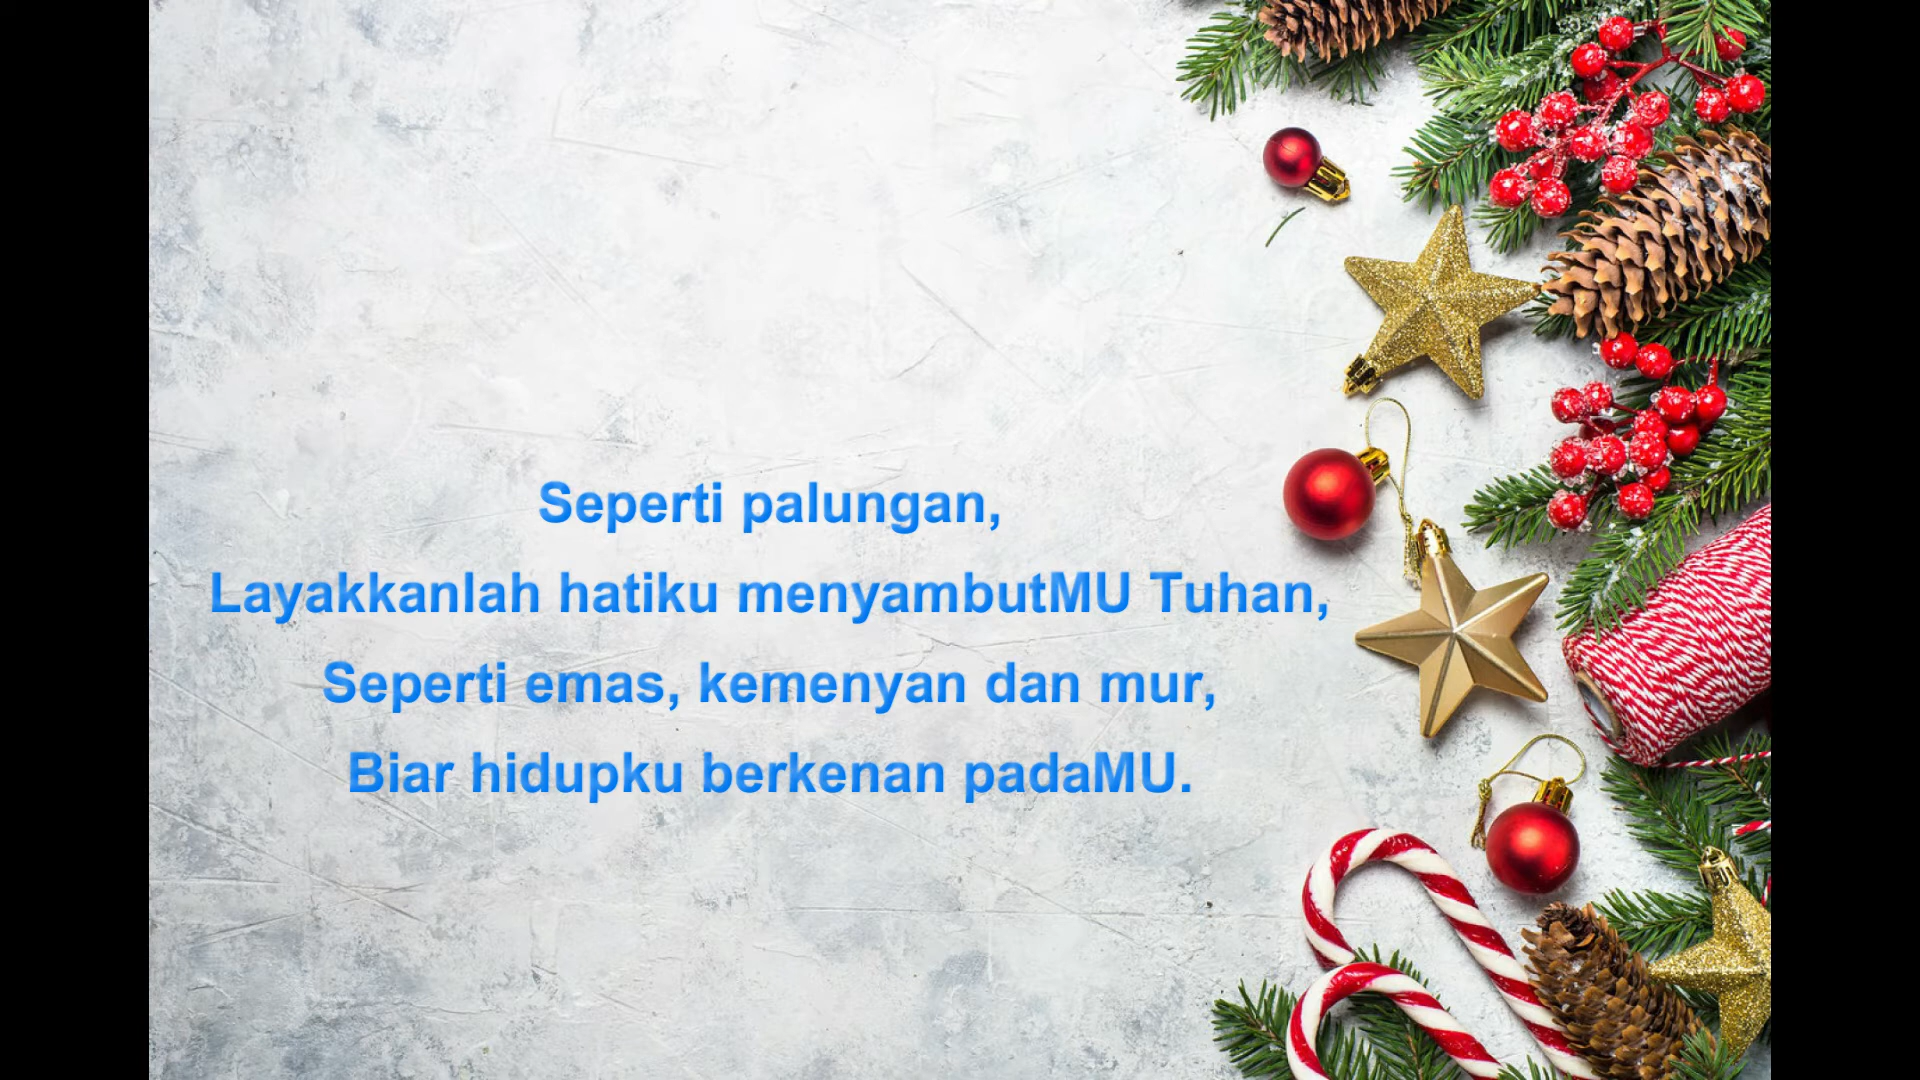 Seperti palungan,
Layakkanlah hatiku menyambutMU Tuhan,
Seperti emas, kemenyan dan mur,
Biar hidupku berkenan padaMU.